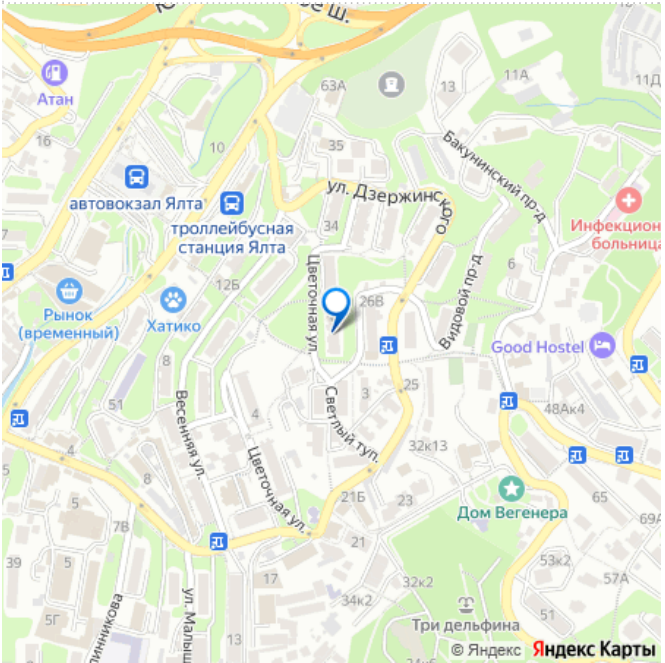 Ю
е ш.
Атан
16
63А
13
11А
11Д
10
35
Бакунинский пр-д
автовокзал Ялта
ул. Дзержинского
троллейбусная
станция Ялта
34
Инфекцион
больница
6
Цветочная ул.
12Б
26В
Видовой пр-д
Рынок
(временный)
Хатико
Good Hostel
51
3
25
4
Светлый туп.
48Ак4
Весенняя ул.
4
8
Цветочная ул.
32к13
21Б
23
65
Дом Вегенера
69А
7В
5
39
53к2
17
32к2
57А
34к2
5Г
линникова
ул. Малыш
13
Три дельфина
51
© Яндекс Яндекс Карты